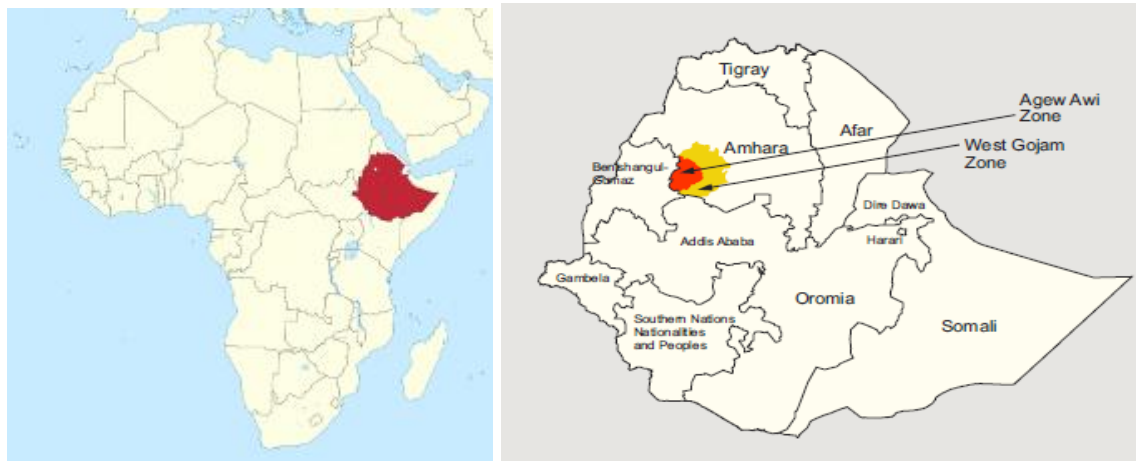 Tigray
Agew Awi
Zone
Afar
West Gojam
Zone
Amhara
Benishangul-
Gomaz
Dire Dawa
Addis Ababa
Harari
Gambela
Oromia
Southern Nations
Nationalities
and Peoples
Somali